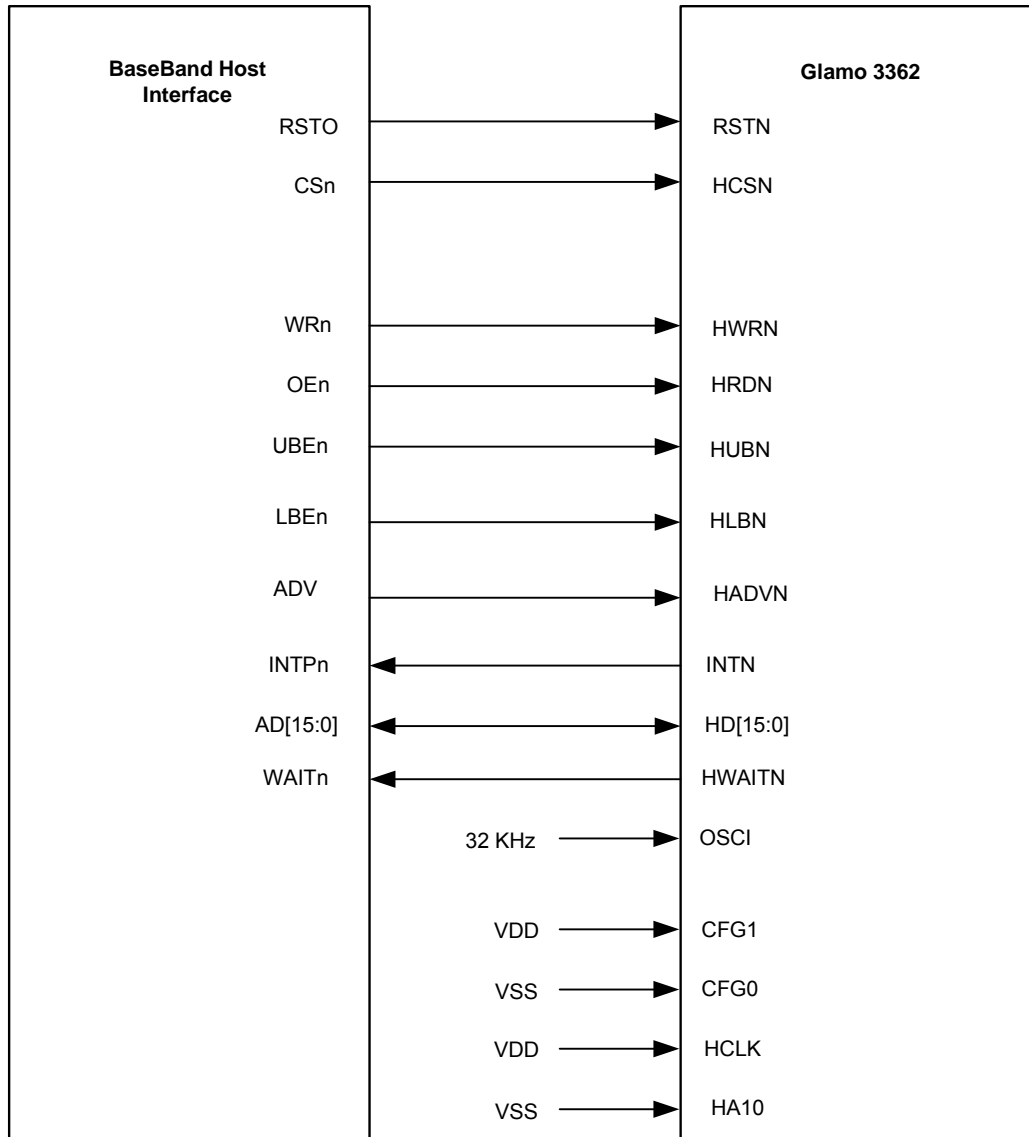 BaseBand Host
Interface
Glamo 3362
RSTO
RSTN
CSn
HCSN
WRn
HWRN
OEn
HRDN
UBEn
HUBN
LBEn
HLBN
ADV
HADVN
INTPn
INTN
AD[15:0]
HD[15:0]
WAITn
HWAITN
32 KHz
OSCI
VDD
CFG1
VSS
CFG0
VDD
HCLK
VSS
HA10